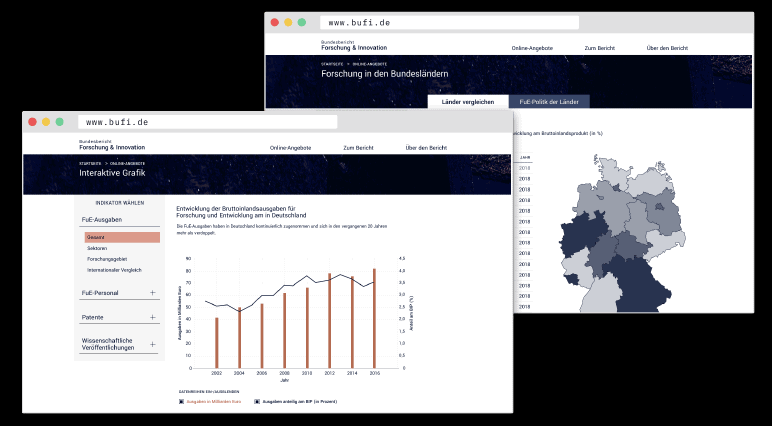 www.bufi.de
Bundesbericht
Forschung & Innovation
Online-Angebote
Zum Bericht
Über den Bericht
STARTSEITE > ONLINE-ANGEBOTE
Forschung in den Bundesländern
Länder vergleichen
FuE-Politik der Länder
wicklung am Bruttoinlandsprodukt (in %)
JAHR
2018
2018
2018
2018
2018
2018
2018
2018
2018
2018
2018
2018
2018
2018
www.bufi.de
Bundesbericht
Forschung & Innovation
Online-Angebote
Zum Bericht
Über den Bericht
STARTSEITE > ONLINE-ANGEBOTE
Interaktive Grafik
INDIKATOR WÄHLEN
FuE-Ausgaben
Gesamt
Sektoren
Forschungsgebiet
Internationaler Vergleich
FuE-Personal +
Patente +
Wissenschaftliche
Veröffentlichungen +
Entwicklung der Bruttoinlandsausgaben für
Forschung und Entwicklung am in Deutschland
Die FuE-Ausgaben haben in Deutschland kontinuierlich zugenommen und sich in den vergangenen 20 Jahren
mehr als verdoppelt.
Ausgaben in Milliarden Euro
90
80
70
60
50
40
30
20
10
0
4,5
4,0
3,5
3,0
2,5
2,0
1,5
1,0
0,5
0
Anteil am BIP (%)
2002 2004 2006 2008 2010 2012 2014 2016
Jahr
DATENREIHEN EIN-/AUSBLENDEN
Ausgaben in Milliarden Euro
Ausgaben anteilig am BIP (in Prozent)